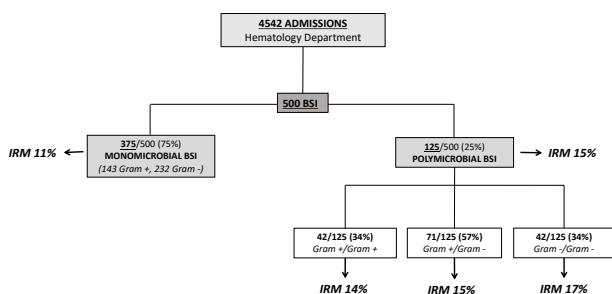 4542 ADMISSIONS
Hematology Department
500 BSI
375/500 (75%)
MONOMICROBIAL BSI
(143 Gram +, 232 Gram -)
IRM 11%
125/500 (25%)
POLYMICROBIAL BSI
IRM 15%
42/125 (34%)
Gram +/Gram +
71/125 (57%)
Gram +/Gram -
42/125 (34%)
Gram -/Gram -
IRM 14%
IRM 15%
IRM 17%